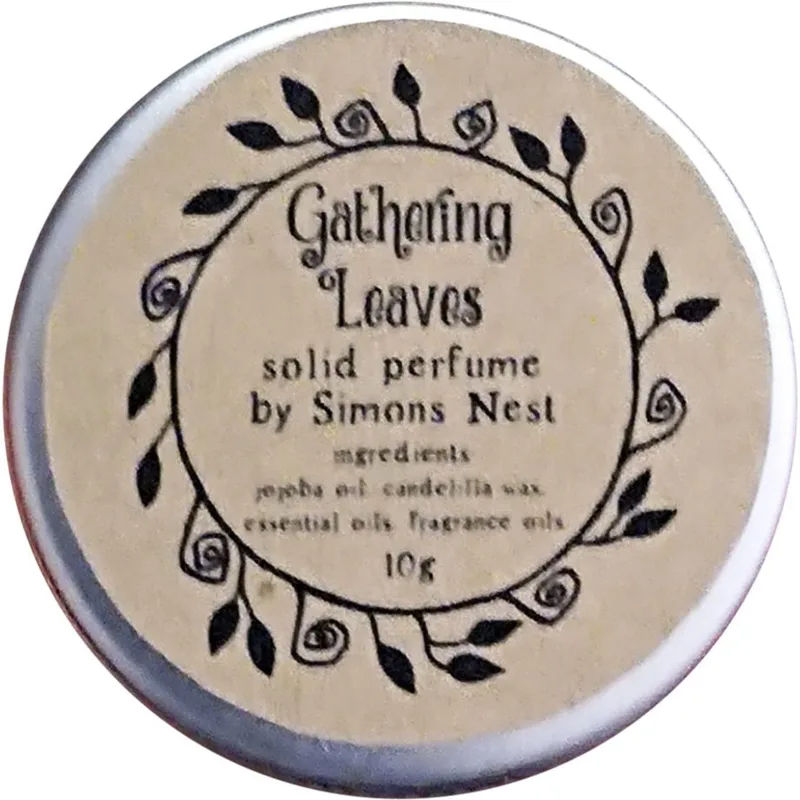 Gathering
Leaves
solid perfume
by Simons Nest
ingredients
jojoba oil, candelilla wax,
essential oils, fragrance oils
10g